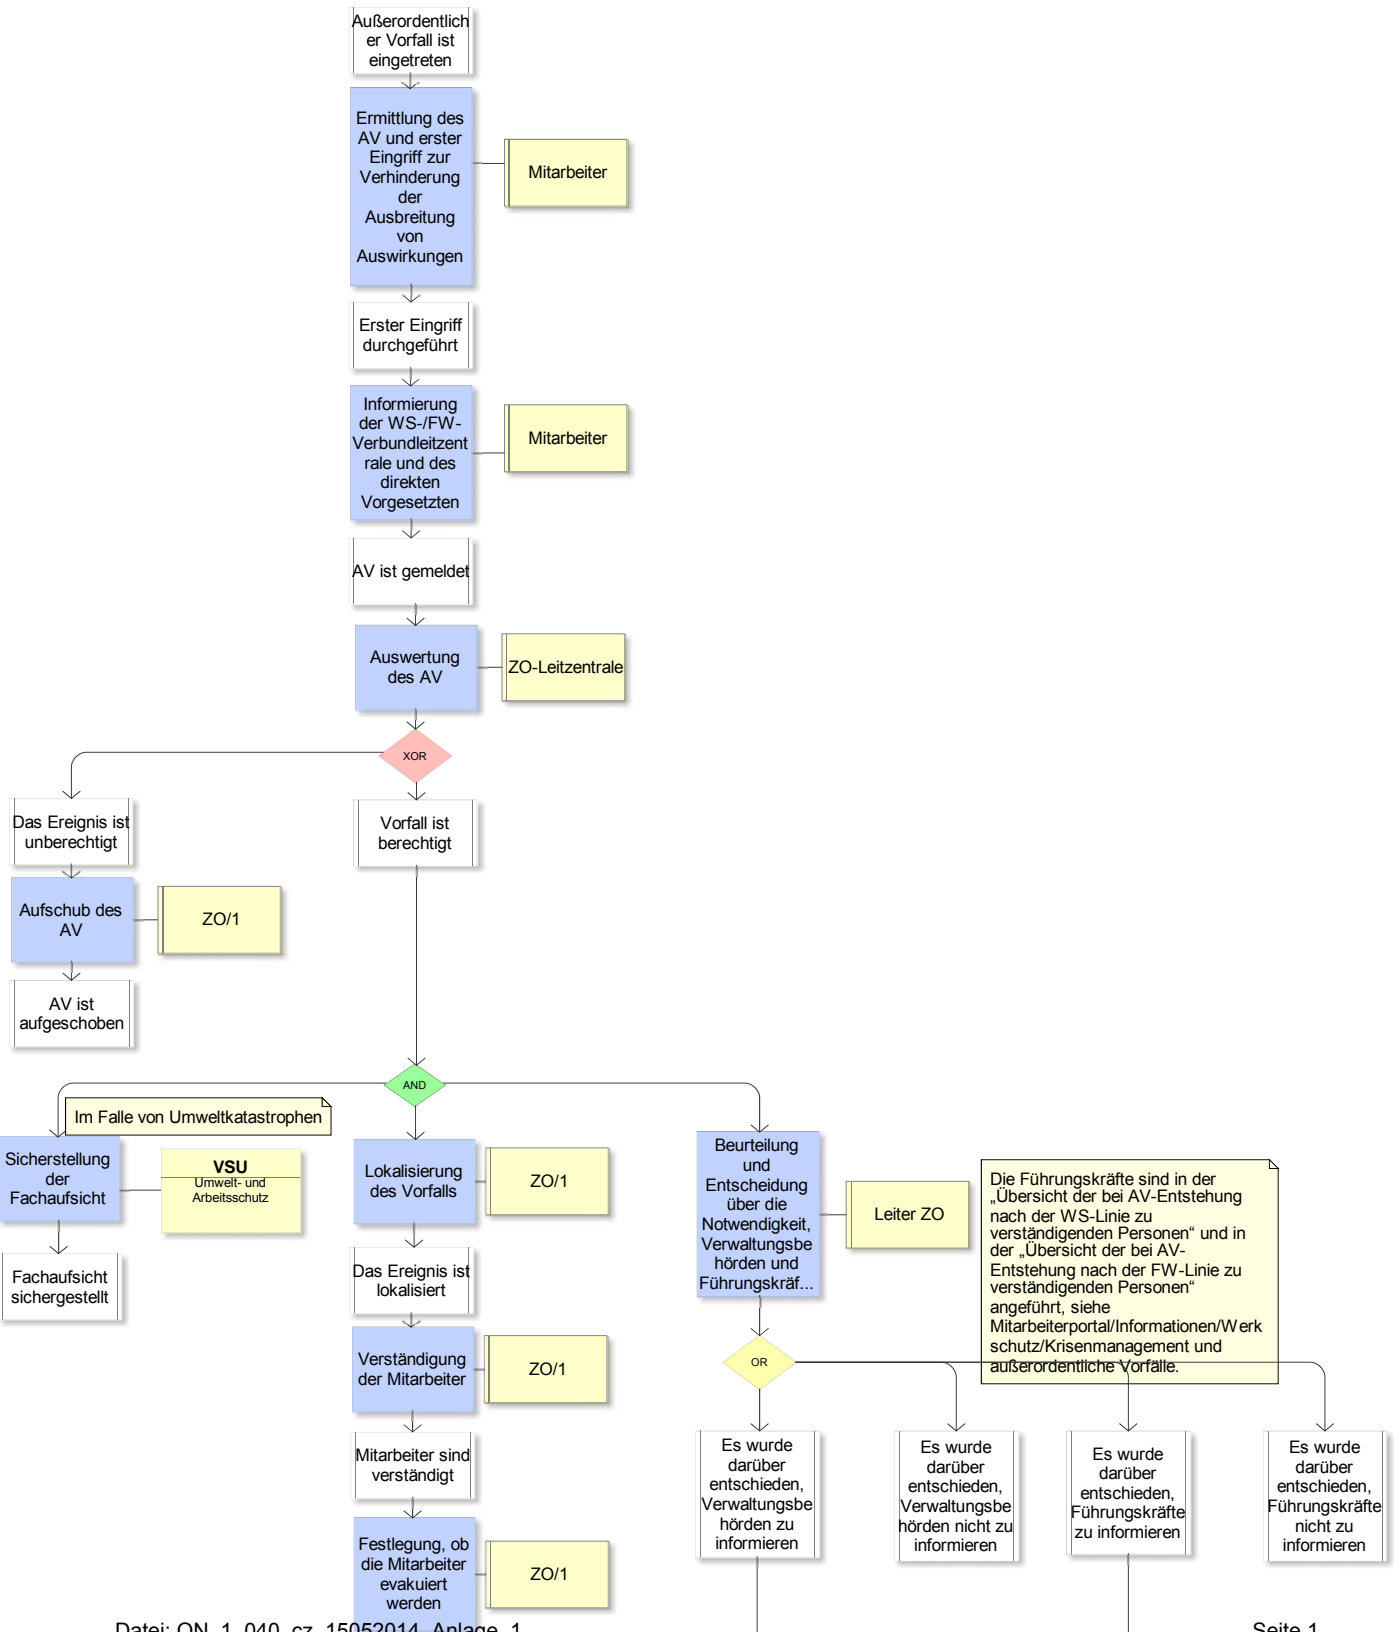 Außerordentlich
er Vorfall ist
eingetreten
Ermittlung des
AV und erster
Eingriff zur
Verhinderung
der
Ausbreitung
von
Auswirkungen
Mitarbeiter
Erster Eingriff
durchgeführt
Informierung
der WS-/FW-
Verbundleitzent
rale und des
direkten
Vorgesetzten
Mitarbeiter
AV ist gemeldet
Auswertung
des AV
ZO-Leitzentrale
XOR
Das Ereignis ist
unberechtigt
Vorfall ist
berechtigt
Aufschub des
AV
ZO/1
AV ist
aufgeschoben
AND
Im Falle von Umweltkatastrophen
Sicherstellung
der
Fachaufsicht
VSU
Umwelt- und
Arbeitsschutz
Fachaufsicht
sichergestellt
Lokalisierung
des Vorfalls
ZO/1
Das Ereignis ist
lokalisiert
Verständigung
der Mitarbeiter
ZO/1
Mitarbeiter sind
verständigt
Festlegung, ob
die Mitarbeiter
evakuiert
werden
ZO/1
Beurteilung
und
Entscheidung
über die
Notwendigkeit,
Verwaltungsbe
hörden und
Führungskräf...
Leiter ZO
Die Führungskräfte sind in der
„Übersicht der bei AV-Entstehung
nach der WS-Linie zu
verständigenden Personen“ und in
der „Übersicht der bei AV-
Entstehung nach der FW-Linie zu
verständigenden Personen“
angeführt, siehe
Mitarbeiterportal/Informationen/Werk
schutz/Krisenmanagement und
außerordentliche Vorfälle.
OR
Es wurde
darüber
entschieden,
Verwaltungsbe
hörden zu
informieren
Es wurde
darüber
entschieden,
Verwaltungsbe
hörden nicht zu
informieren
Es wurde
darüber
entschieden,
Führungskräfte
zu informieren
Es wurde
darüber
entschieden,
Führungskräfte
nicht zu
informieren
Datei: ON_1_040_cz_15052014_Anlage_1
Seite 1